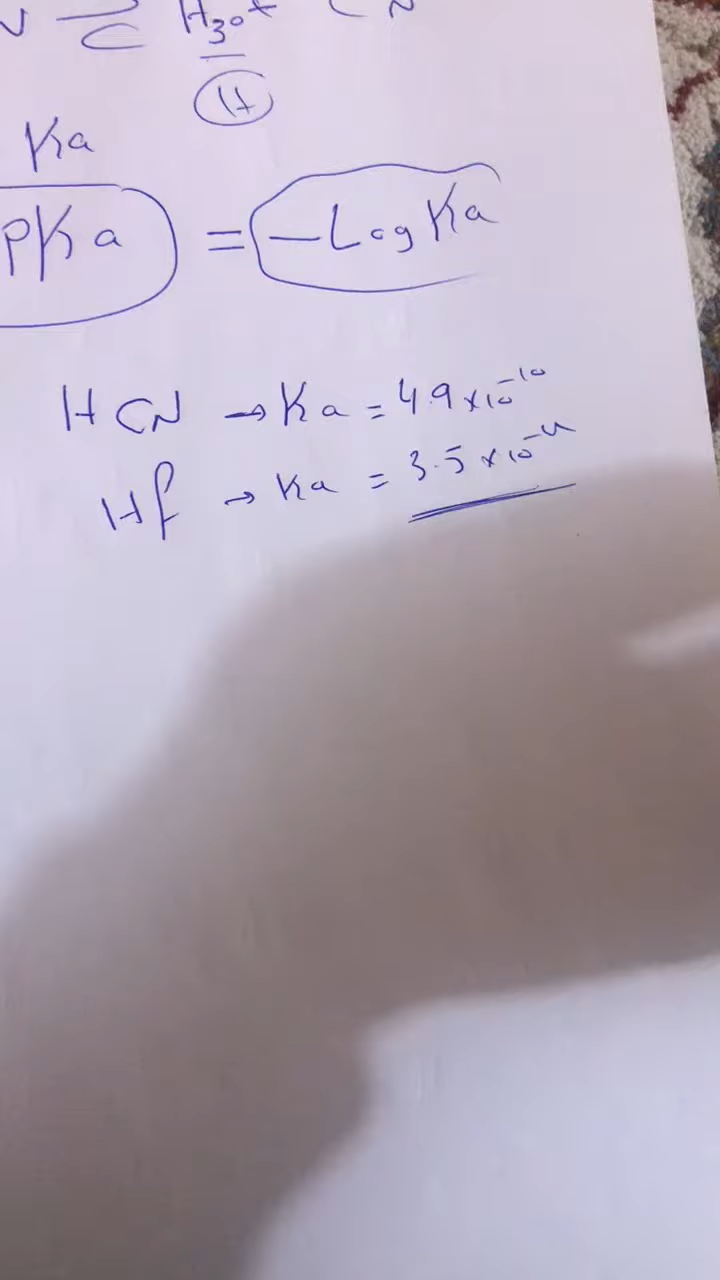 H₃O⁺ C N
H
Ka
PKa = -Log Ka
HCN → Ka = 4.9 × 10⁻¹⁰
Hf → Ka = 3.5 × 10⁻⁴